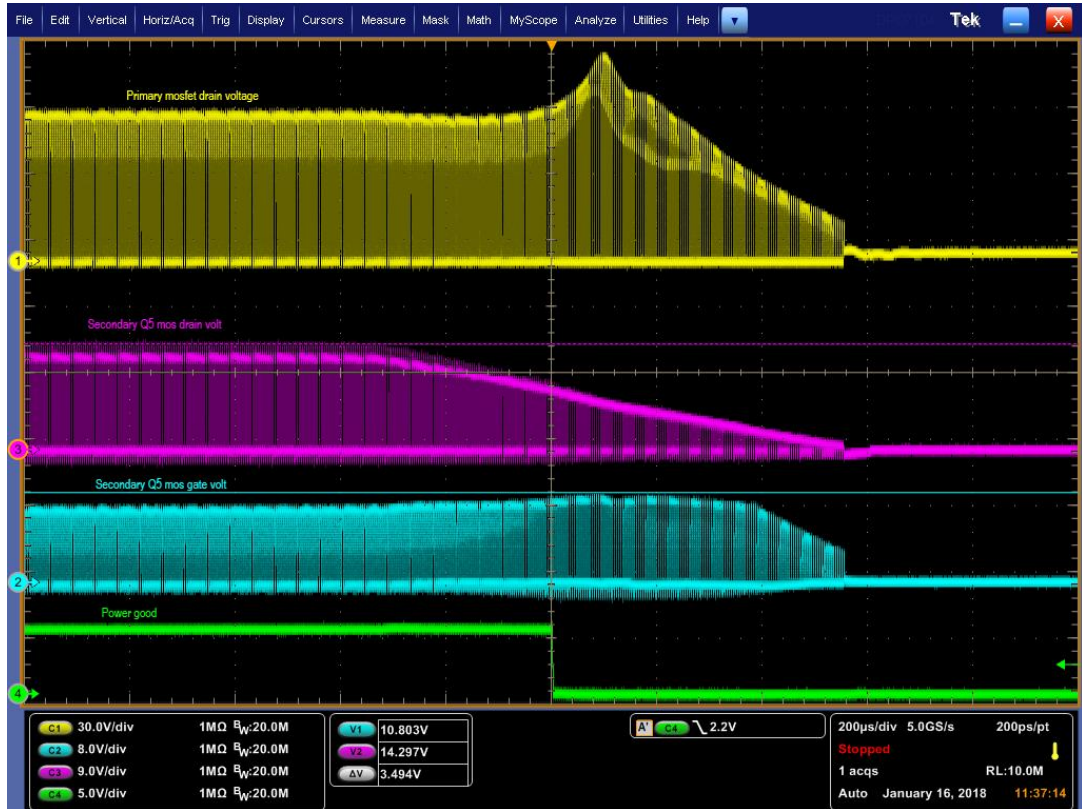 File Edit Vertical Horiz/Acq Trig Display Cursors Measure Mask Math MyScope Analyze Utilities Help Tek X
Primary mosfet drain voltage
1
Secondary Q5 mos drain volt
3
Secondary Q5 mos gate volt
2
Power good
4
C1 30.0V/div 1MΩ BW:20.0M
C2 8.0V/div 1MΩ BW:20.0M
C3 9.0V/div 1MΩ BW:20.0M
C4 5.0V/div 1MΩ BW:20.0M
V1 10.803V
V2 14.297V
ΔV 3.494V
A' C4 2.2V
200µs/div 5.0GS/s 200ps/pt
Stopped
1 acqs RL:10.0M
Auto January 16, 2018 11:37:14